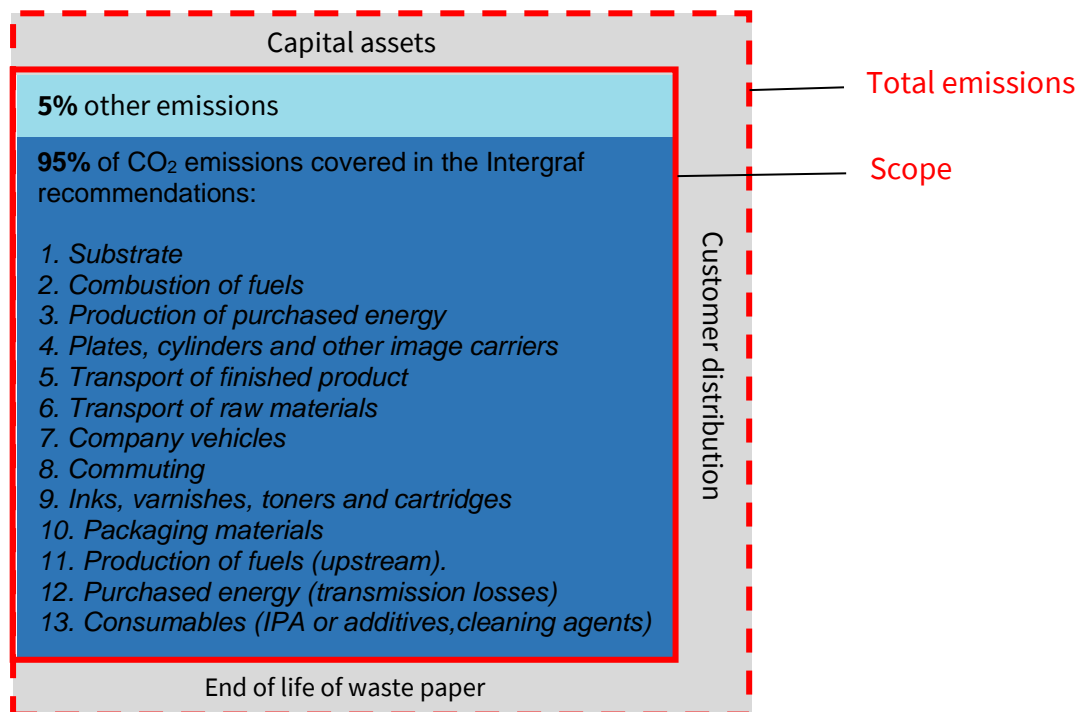 Capital assets
Total emissions
5% other emissions
95% of CO₂ emissions covered in the Intergraf
recommendations:
Scope
1. Substrate
2. Combustion of fuels
3. Production of purchased energy
4. Plates, cylinders and other image carriers
5. Transport of finished product
6. Transport of raw materials
7. Company vehicles
8. Commuting
9. Inks, varnishes, toners and cartridges
10. Packaging materials
11. Production of fuels (upstream).
12. Purchased energy (transmission losses)
13. Consumables (IPA or additives,cleaning agents)
Customer distribution
End of life of waste paper